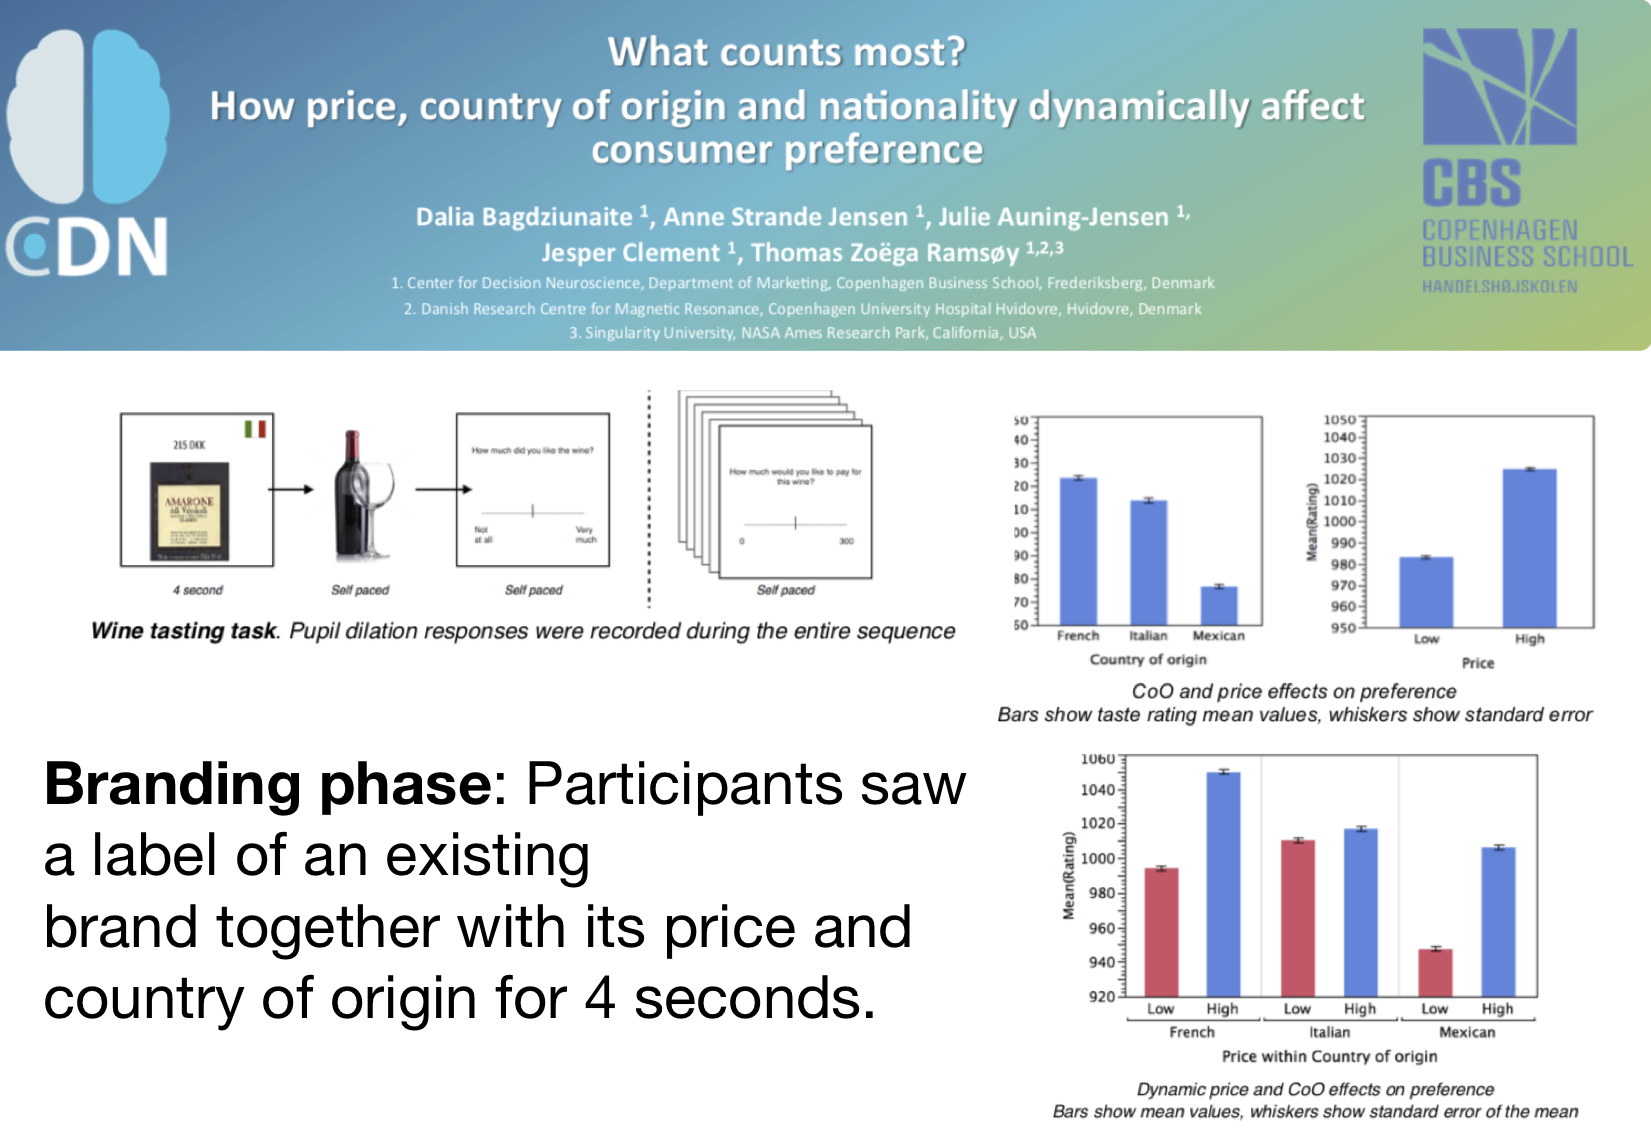 What counts most?
How price, country of origin and nationality dynamically affect
consumer preference
Dalia Bagdziunaite 1, Anne Strande Jensen 1, Julie Auning-Jensen 1,
Jesper Clement 1, Thomas Zoëga Ramsøy 1,2,3
1. Center for Decision Neuroscience, Department of Marketing, Copenhagen Business School, Frederiksberg, Denmark
2. Danish Research Centre for Magnetic Resonance, Copenhagen University Hospital Hvidovre, Hvidovre, Denmark
3. Singularity University, NASA Ames Research Park, California, USA
CDN
CBS
COPENHAGEN
BUSINESS SCHOOL
HANDELSHØJSKOLEN
215 DKK
AMARONE
CLASSICO
4 second
Self paced
How much did you like the wine?
Not
at all
Very
much
Self paced
How much would you like to pay for
this wine?
0
300
Self paced
Wine tasting task. Pupil dilation responses were recorded during the entire sequence
50
40
30
20
10
00
90
80
70
60
French
Italian
Mexican
Country of origin
Mean(Rating)
1050
1040
1030
1020
1010
1000
990
980
970
960
950
Low
High
Price
CoO and price effects on preference
Bars show taste rating mean values, whiskers show standard error
Branding phase: Participants saw
a label of an existing
brand together with its price and
country of origin for 4 seconds.
Mean(Rating)
1060
1040
1020
1000
980
960
940
920
Low High Low High Low High
French Italian Mexican
Price within Country of origin
Dynamic price and CoO effects on preference
Bars show mean values, whiskers show standard error of the mean